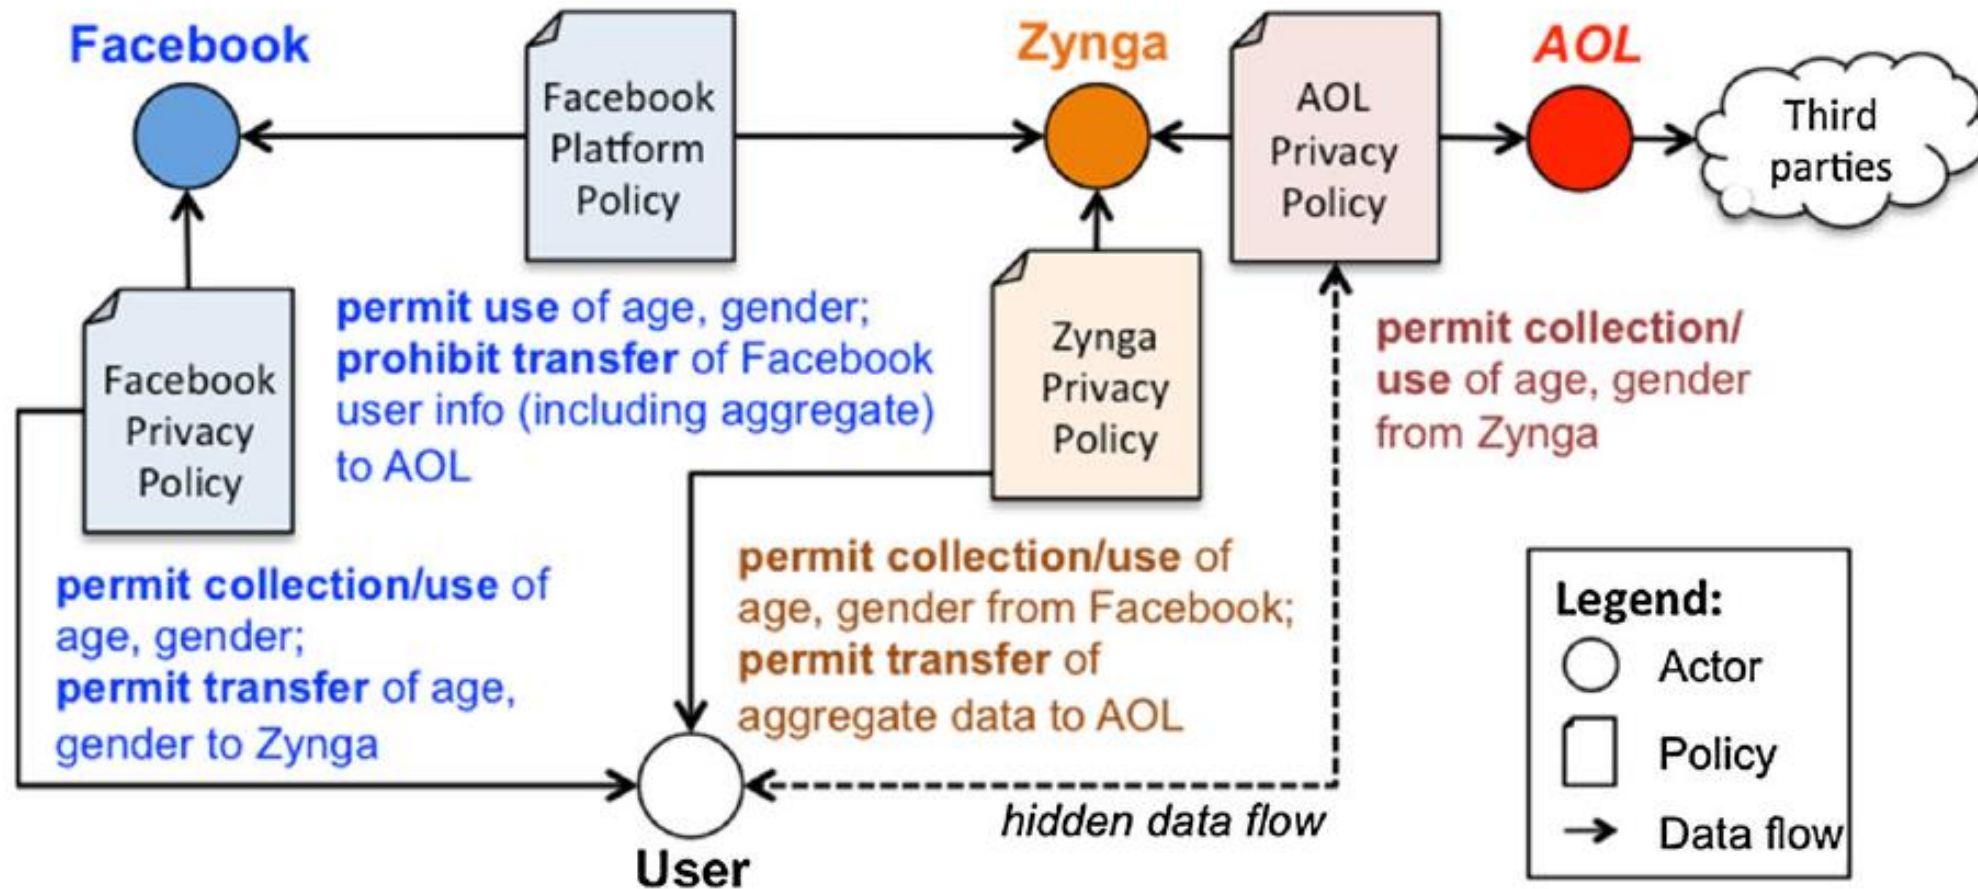 Facebook
Facebook
Platform
Policy
Zynga
AOL
Privacy
Policy
AOL
Third
parties
Facebook
Privacy
Policy
permit use of age, gender;
prohibit transfer of Facebook
user info (including aggregate)
to AOL
Zynga
Privacy
Policy
permit collection/
use of age, gender
from Zynga
permit collection/use of
age, gender;
permit transfer of age,
gender to Zynga
permit collection/use of
age, gender from Facebook;
permit transfer of
aggregate data to AOL
hidden data flow
User
Legend:
Actor
Policy
Data flow